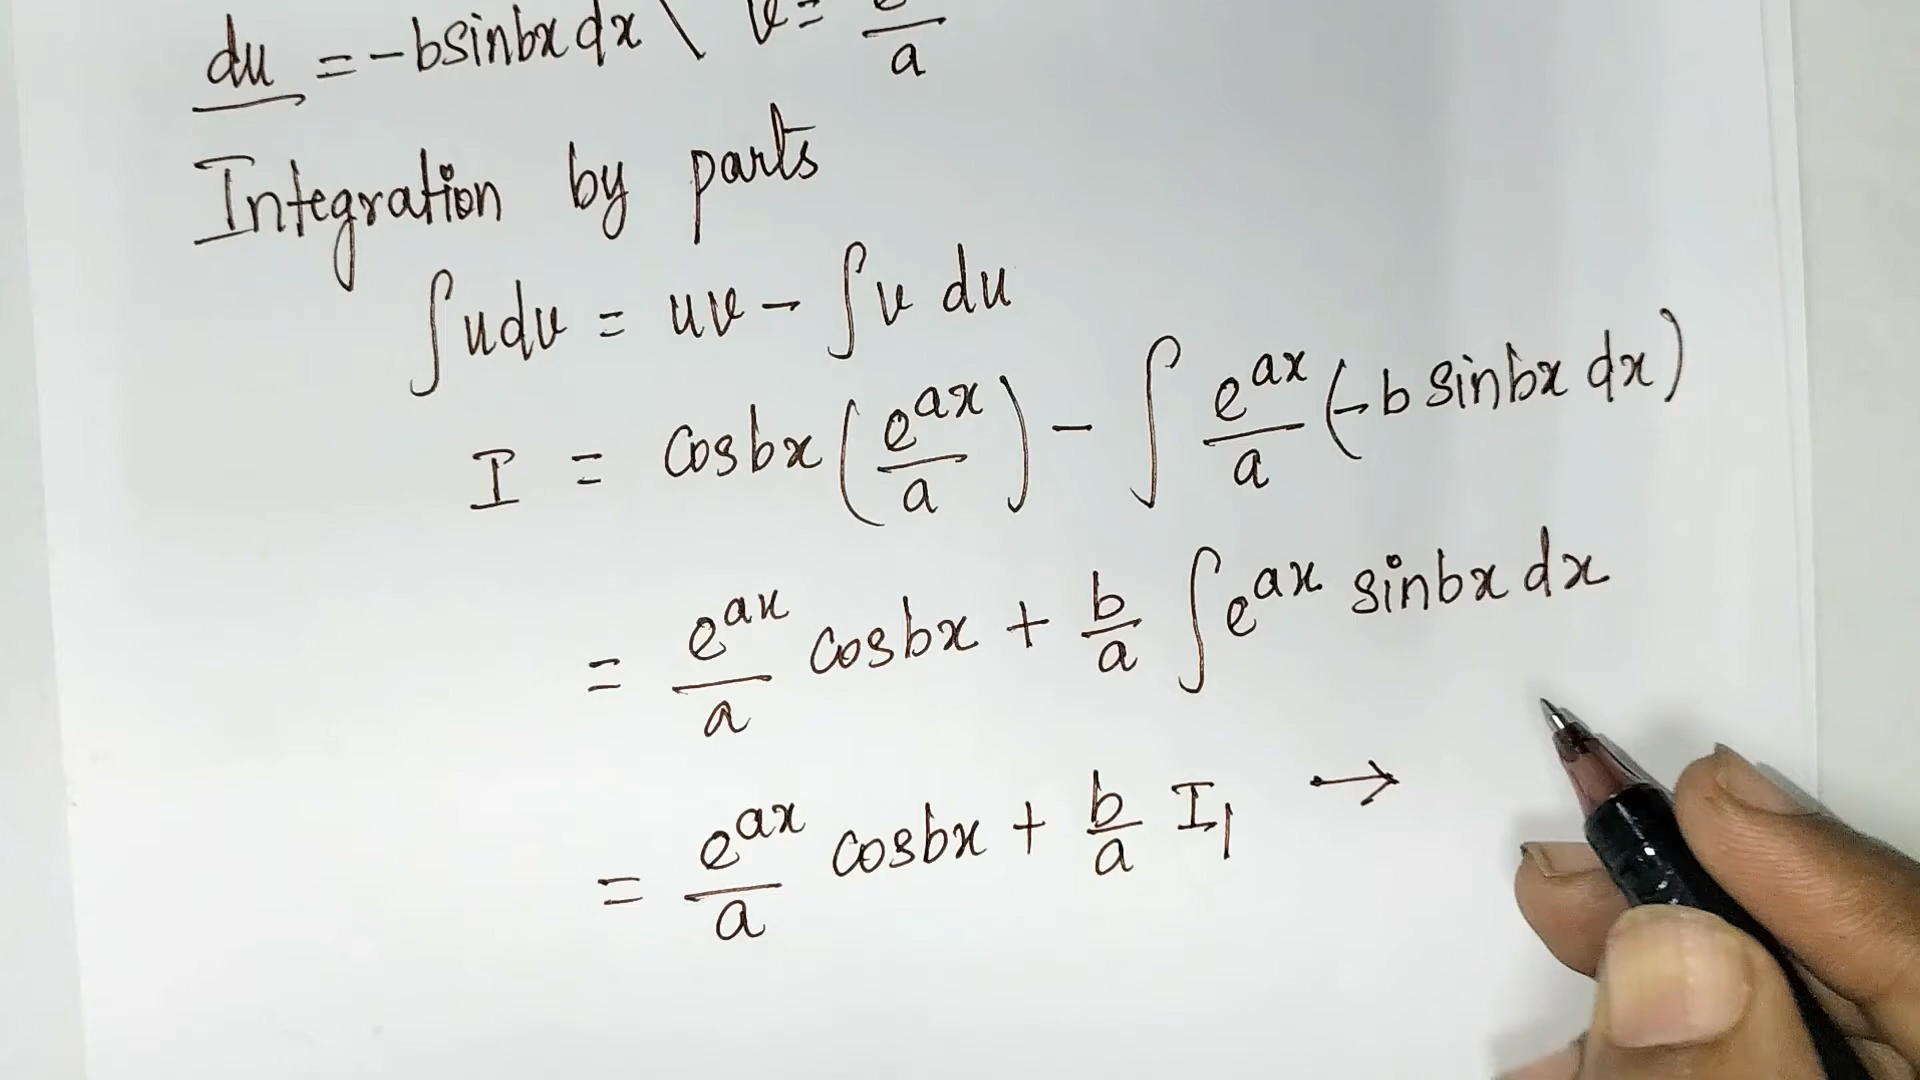 du = -bsinbx dx \ v = e/a
Integration by parts
∫udv = uv - ∫v du
I = Cosbx (e^ax/a) - ∫ e^ax/a (-b sinbx dx)
= e^ax/a cosbx + b/a ∫e^ax sinbx dx
= e^ax/a cosbx + b/a I₁ →